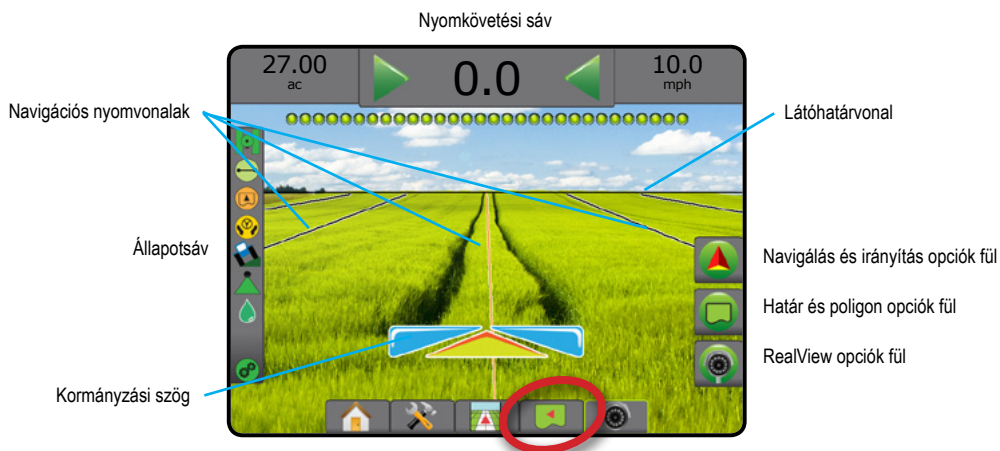 Nyomkövetési sáv
27.00
ac
0.0
10.0
mph
Navigációs nyomvonalak
Látóhatárvonal
Állapotsáv
Navigálás és irányítás opciók fül
Határ és poligon opciók fül
RealView opciók fül
Kormányzási szög